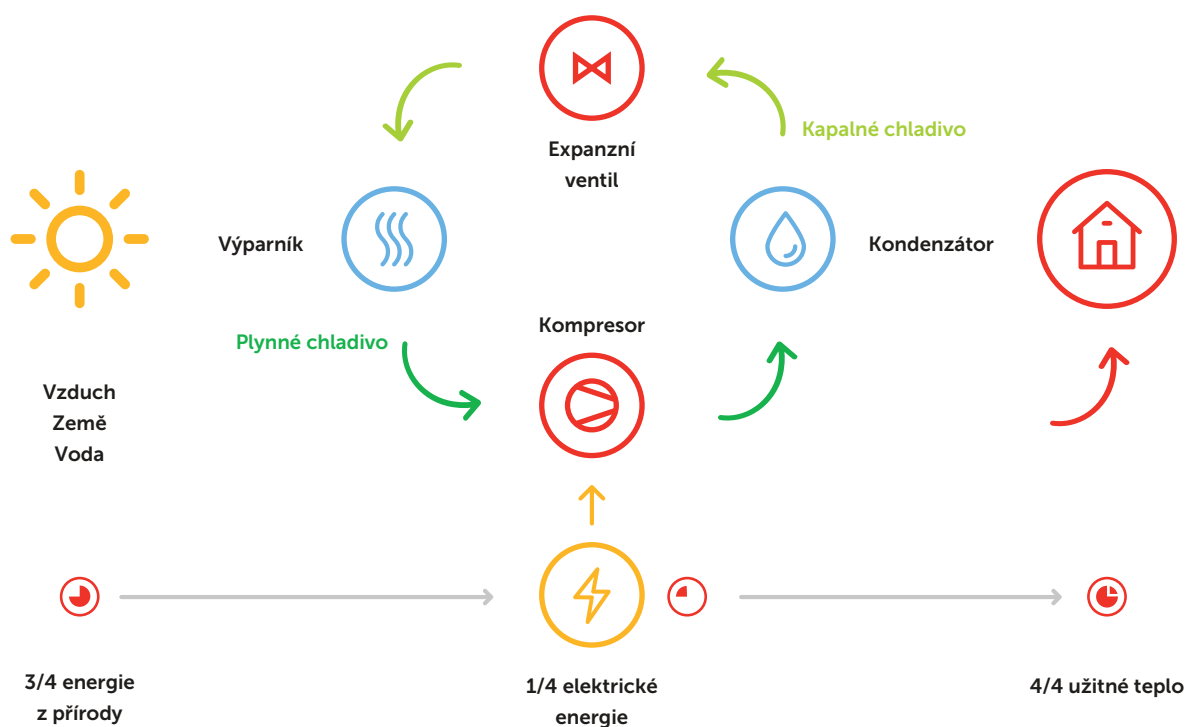 Kapalné chladivo
Expanzní
ventil
Výparník
Kondenzátor
Kompresor
Plynné chladivo
Vzduch
Země
Voda
3/4 energie
z přírody
1/4 elektrické
energie
4/4 užitné teplo